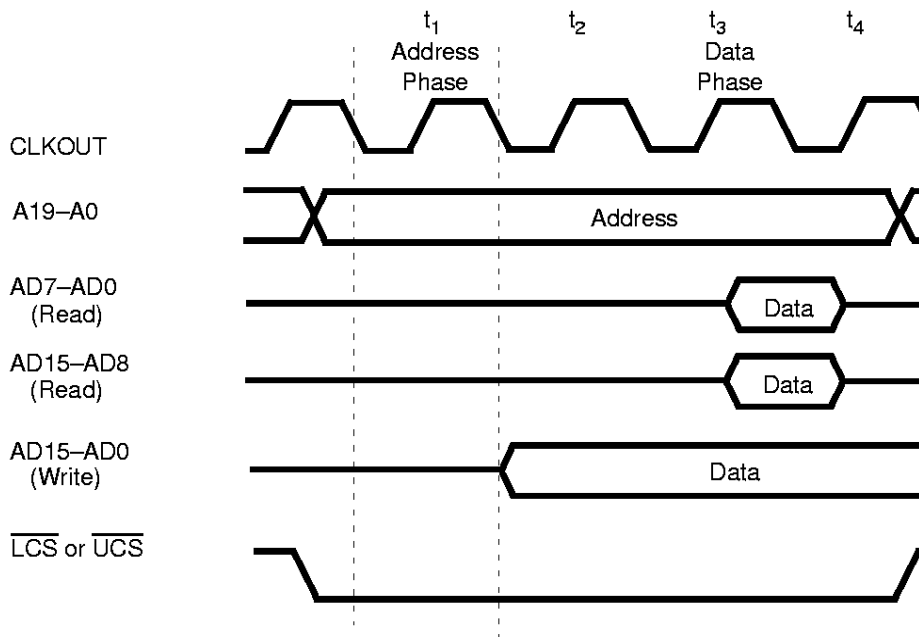 t1
t2
t3
t4
Address
Phase
Data
Phase
CLKOUT
A19–A0
Address
AD7–AD0
(Read)
Data
AD15–AD8
(Read)
Data
AD15–AD0
(Write)
Data
LCS or UCS